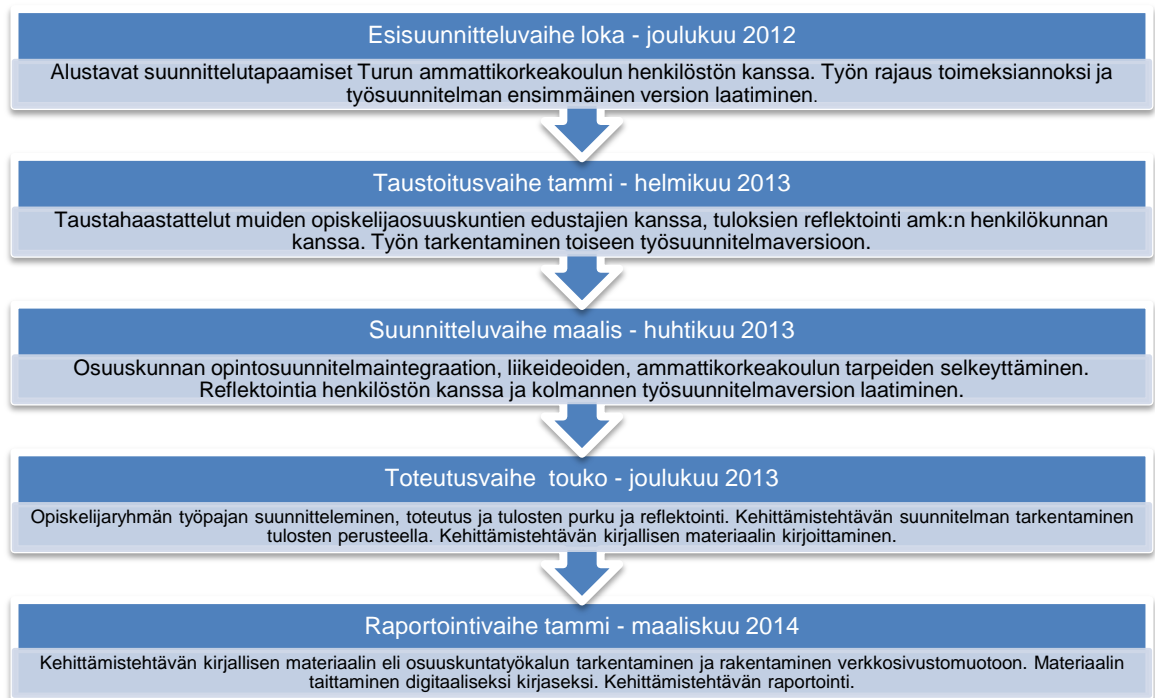 Esisuunnitteluvaihe loka - joulukuu 2012
Alustavat suunnittelutapaamiset Turun ammattikorkeakoulun henkilöstön kanssa. Työn rajaus toimeksiannoksi ja
työsuunnitelman ensimmäinen version laatiminen.
Taustoitusvaihe tammi - helmikuu 2013
Taustahaastattelut muiden opiskelijaosuuskuntien edustajien kanssa, tuloksien reflektointi amk:n henkilökunnan
kanssa. Työn tarkentaminen toiseen työsuunnitelmaversioon.
Suunnitteluvaihe maalis - huhtikuu 2013
Osuuskunnan opintosuunnitelmaintegraation, liikeideoiden, ammattikorkeakoulun tarpeiden selkeyttäminen.
Reflektointia henkilöstön kanssa ja kolmannen työsuunnitelmaversion laatiminen.
Toteutusvaihe touko - joulukuu 2013
Opiskelijaryhmän työpajan suunnitteleminen, toteutus ja tulosten purku ja reflektointi. Kehittämistehtävän suunnitelman tarkentaminen
tulosten perusteella. Kehittämistehtävän kirjallisen materiaalin kirjoittaminen.
Raportointivaihe tammi - maaliskuu 2014
Kehittämistehtävän kirjallisen materiaalin eli osuuskuntatyökalun tarkentaminen ja rakentaminen verkkosivustomuotoon. Materiaalin
taittaminen digitaaliseksi kirjaseksi. Kehittämistehtävän raportointi.